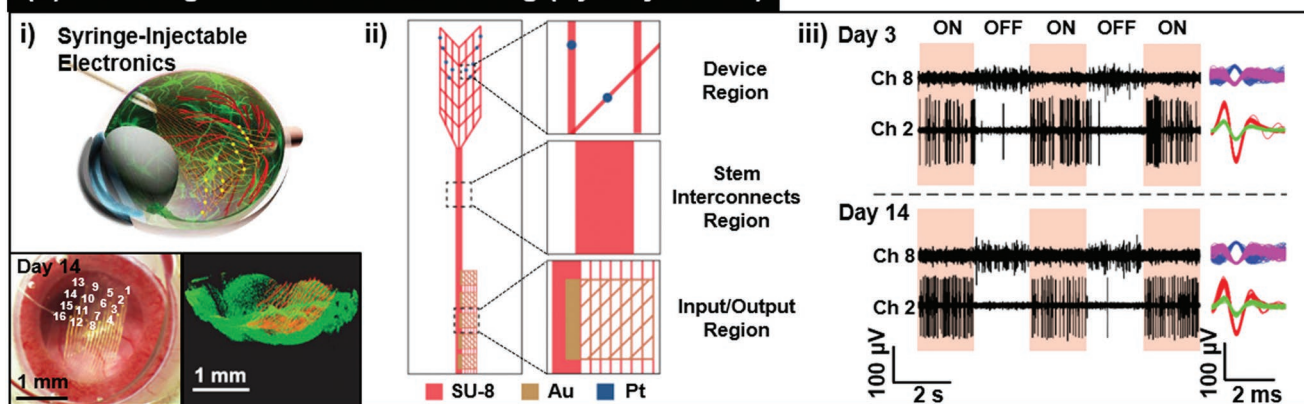 i) Syringe-Injectable
Electronics
Day 14
1
2
3
4
5
6
7
8
9
10
11
12
13
14
15
16
1 mm
1 mm
ii)
Device
Region
Stem
Interconnects
Region
Input/Output
Region
SU-8 Au Pt
iii) Day 3
ON OFF ON OFF ON
Ch 8
Ch 2
Day 14
Ch 8
Ch 2
100 µV
2 s
100 µV
2 ms